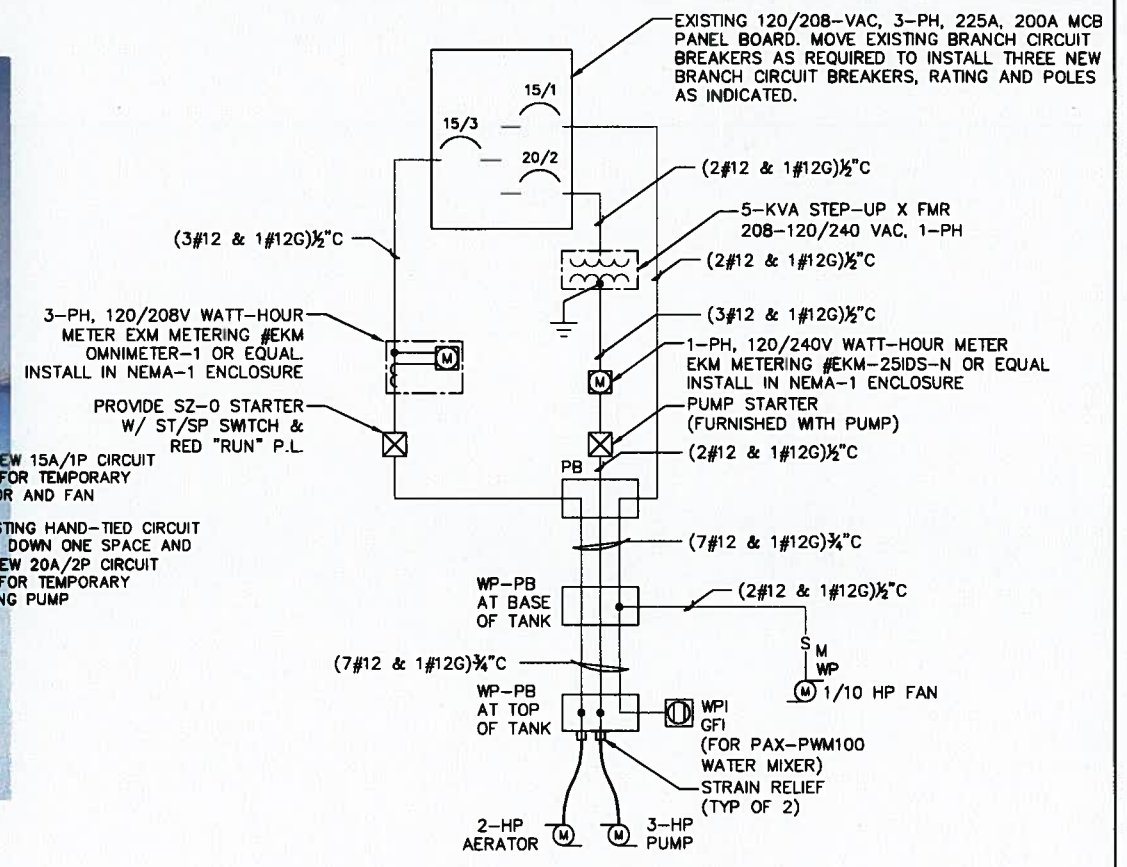 EXISTING 120/208-VAC, 3-PH, 225A, 200A MCB
PANEL BOARD. MOVE EXISTING BRANCH CIRCUIT
BREAKERS AS REQUIRED TO INSTALL THREE NEW
BRANCH CIRCUIT BREAKERS, RATING AND POLES
AS INDICATED.
15/1
15/3
20/2
(2#12 & 1#12G)½"C
5-KVA STEP-UP X FMR
208-120/240 VAC, 1-PH
(3#12 & 1#12G)½"C
(2#12 & 1#12G)½"C
(3#12 & 1#12G)½"C
3-PH, 120/208V WATT-HOUR
METER EXM METERING #EKM
OMNIMETER-1 OR EQUAL.
INSTALL IN NEMA-1 ENCLOSURE
M
1-PH, 120/240V WATT-HOUR METER
EKM METERING #EKM-25IDS-N OR EQUAL
INSTALL IN NEMA-1 ENCLOSURE
M
PROVIDE SZ-0 STARTER
W/ ST/SP SWITCH &
RED "RUN" P.L.
PUMP STARTER
(FURNISHED WITH PUMP)
(2#12 & 1#12G)½"C
PB
EW 15A/1P CIRCUIT
FOR TEMPORARY
OR AND FAN
STING HAND-TIED CIRCUIT
DOWN ONE SPACE AND
EW 20A/2P CIRCUIT
FOR TEMPORARY
NG PUMP
(7#12 & 1#12G)¾"C
WP-PB
AT BASE
OF TANK
(2#12 & 1#12G)½"C
S
M
WP
M
1/10 HP FAN
(7#12 & 1#12G)¾"C
WP-PB
AT TOP
OF TANK
WPI
GFI
(FOR PAX-PWM100
WATER MIXER)
STRAIN RELIEF
(TYP OF 2)
2-HP
AERATOR
M
M
3-HP
PUMP